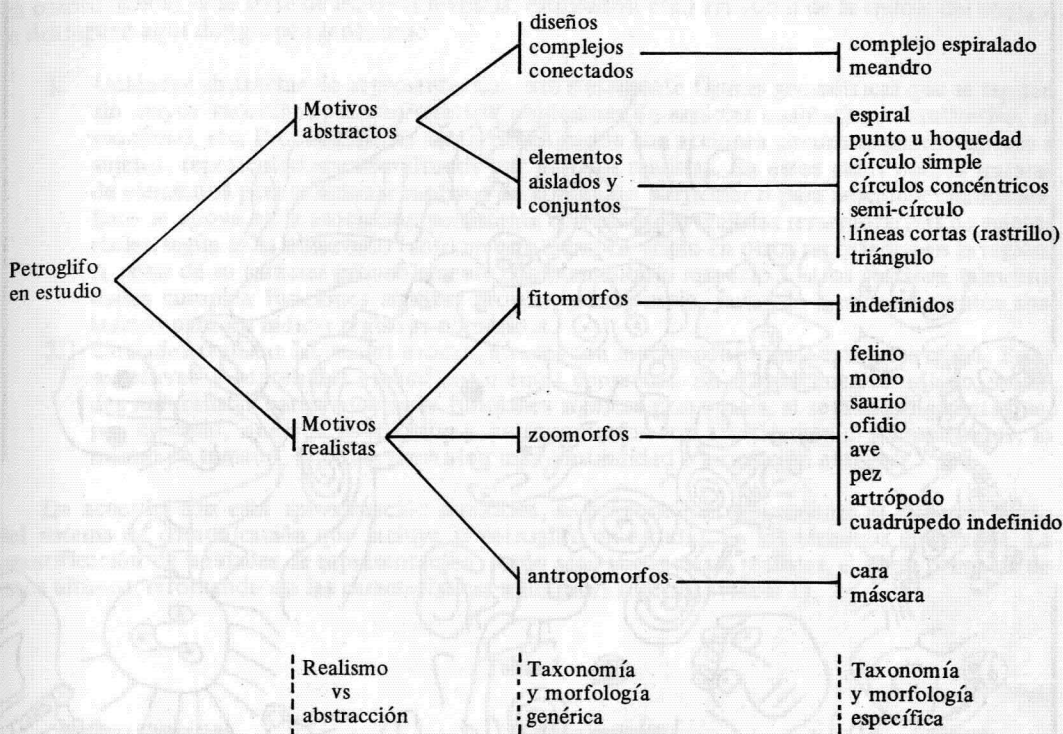 Petroglifo
en estudio
Motivos
abstractos
diseños
complejos
conectados
complejo espiralado
meandro
elementos
aislados y
conjuntos
espiral
punto u hoquedad
círculo simple
círculos concéntricos
semi-círculo
líneas cortas (rastrillo)
triángulo
Motivos
realistas
fitomorfos
indefinidos
zoomorfos
felino
mono
saurio
ofidio
ave
pez
artrópodo
cuadrúpedo indefinido
antropomorfos
cara
máscara
Realismo
vs
abstracción
Taxonomía
y morfología
genérica
Taxonomía
y morfología
específica